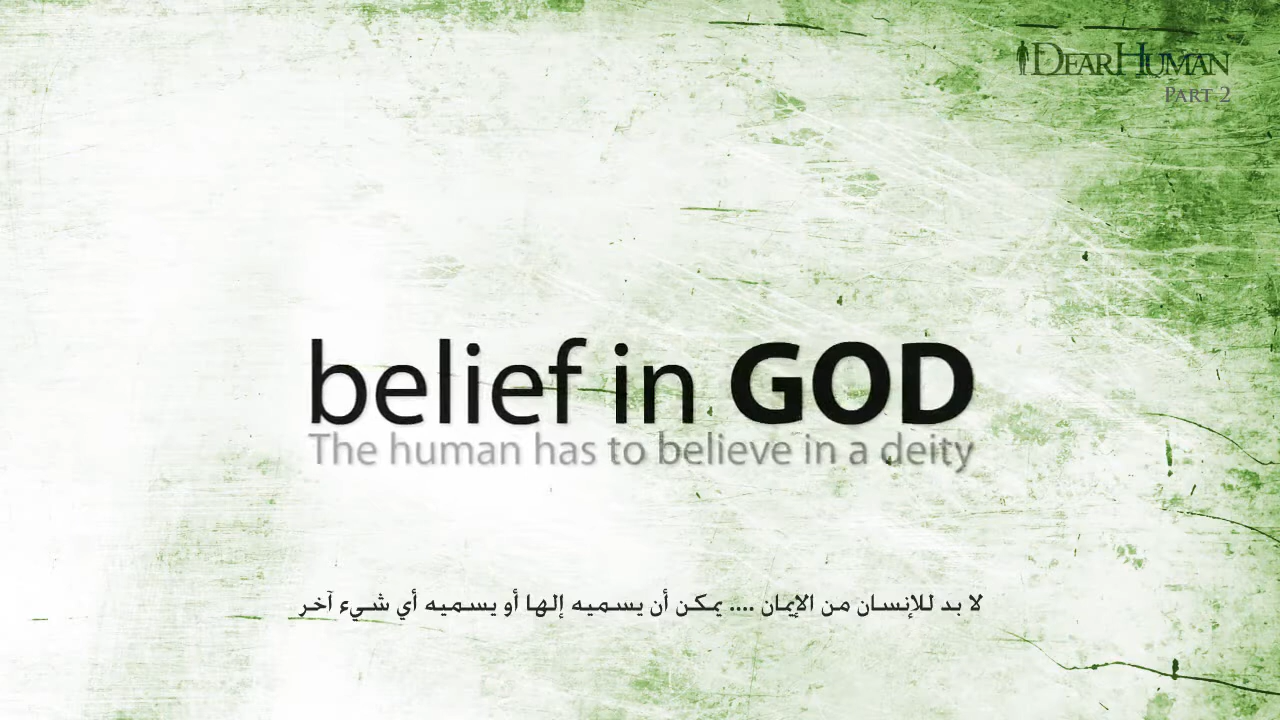 DEARHUMAN
PART 2
belief in GOD
The human has to believe in a deity
لا بد للإنسان من الإيمان .... يمكن أن يسميه إلها أو يسميه أي شيء آخر